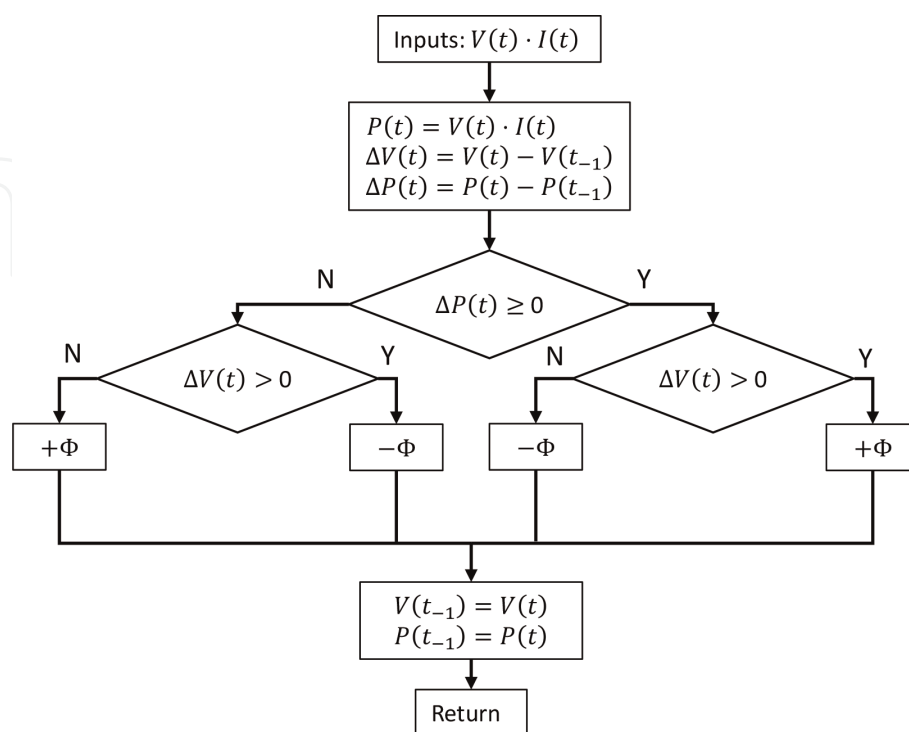 Inputs: V(t) · I(t)
P(t) = V(t) · I(t)
ΔV(t) = V(t) − V(t₋₁)
ΔP(t) = P(t) − P(t₋₁)
N
Y
ΔP(t) ≥ 0
N
Y
N
Y
ΔV(t) > 0
ΔV(t) > 0
+Φ
−Φ
−Φ
+Φ
V(t₋₁) = V(t)
P(t₋₁) = P(t)
Return